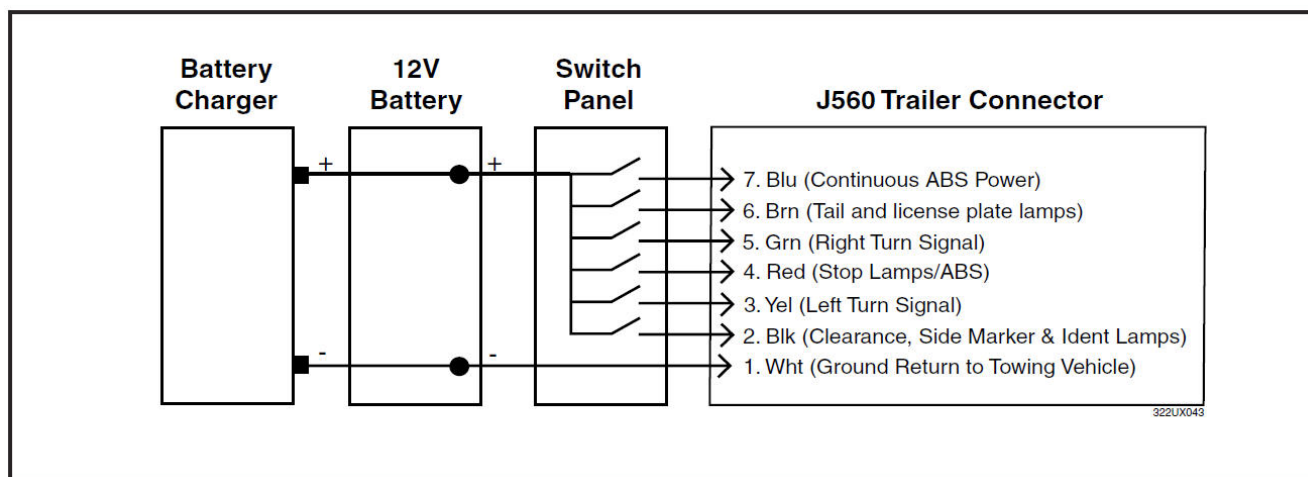 Battery
Charger
12V
Battery
Switch
Panel
J560 Trailer Connector
+
+
7. Blu (Continuous ABS Power)
6. Brn (Tail and license plate lamps)
5. Grn (Right Turn Signal)
4. Red (Stop Lamps/ABS)
3. Yel (Left Turn Signal)
2. Blk (Clearance, Side Marker & Ident Lamps)
-
-
1. Wht (Ground Return to Towing Vehicle)
322UX043